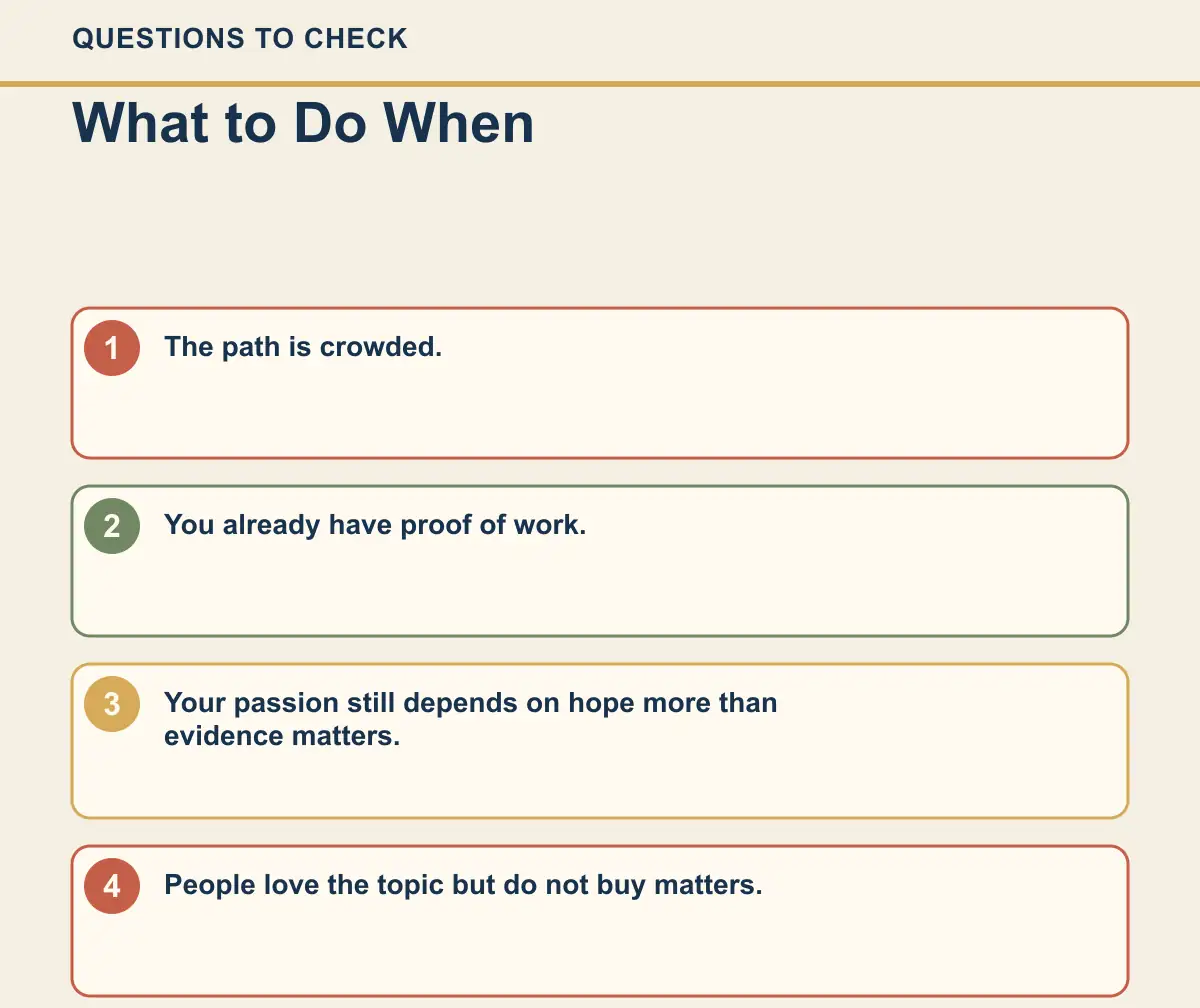 QUESTIONS TO CHECK
What to Do When
1
The path is crowded.
2
You already have proof of work.
3
Your passion still depends on hope more than
evidence matters.
4
People love the topic but do not buy matters.